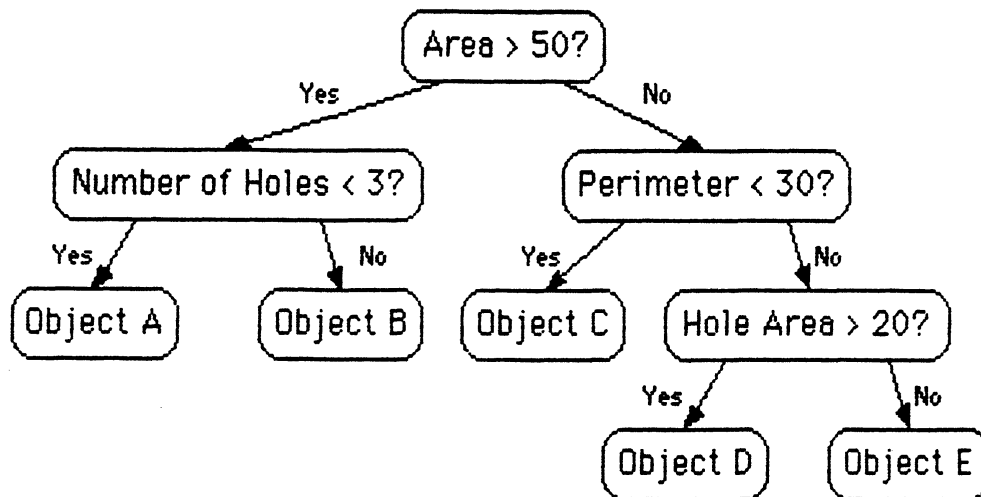 Area > 50?
Yes
No
Number of Holes < 3?
Perimeter < 30?
Yes
No
Yes
No
Object A
Object B
Object C
Hole Area > 20?
Yes
No
Object D
Object E